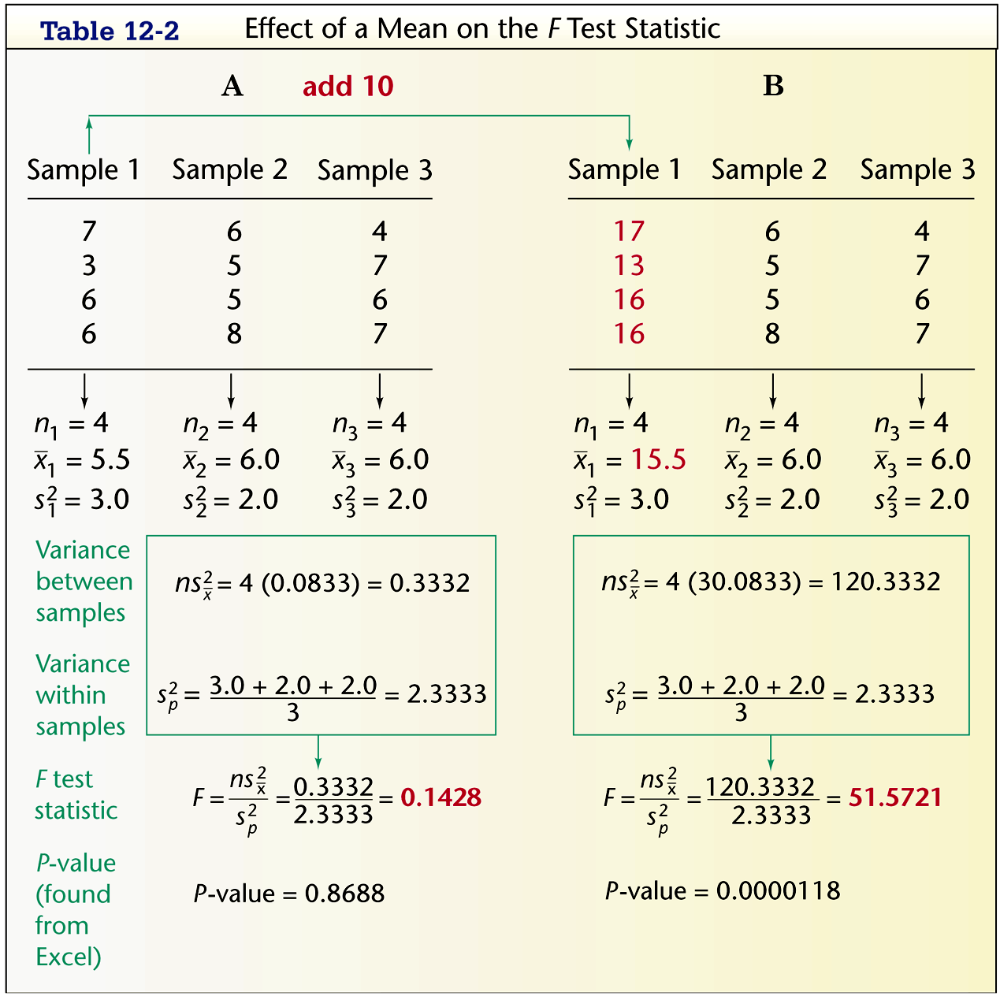 Table 12-2 Effect of a Mean on the F Test Statistic
A add 10 B
Sample 1 Sample 2 Sample 3 Sample 1 Sample 2 Sample 3
7 6 4 17 6 4
3 5 7 13 5 7
6 5 6 16 5 6
6 8 7 16 8 7
n₁ = 4 n₂ = 4 n₃ = 4 n₁ = 4 n₂ = 4 n₃ = 4
x̅₁ = 5.5 x̅₂ = 6.0 x̅₃ = 6.0 x̅₁ = 15.5 x̅₂ = 6.0 x̅₃ = 6.0
s₁² = 3.0 s₂² = 2.0 s₃² = 2.0 s₁² = 3.0 s₂² = 2.0 s₃² = 2.0
Variance
between
samples
ns²x̅ = 4 (0.0833) = 0.3332 ns²x̅ = 4 (30.0833) = 120.3332
Variance
within
samples
sₚ² = (3.0 + 2.0 + 2.0)/3 = 2.3333 sₚ² = (3.0 + 2.0 + 2.0)/3 = 2.3333
F test
statistic
F = ns²x̅/sₚ² = 0.3332/2.3333 = 0.1428 F = ns²x̅/sₚ² = 120.3332/2.3333 = 51.5721
P-value
(found
from
Excel)
P-value = 0.8688 P-value = 0.0000118